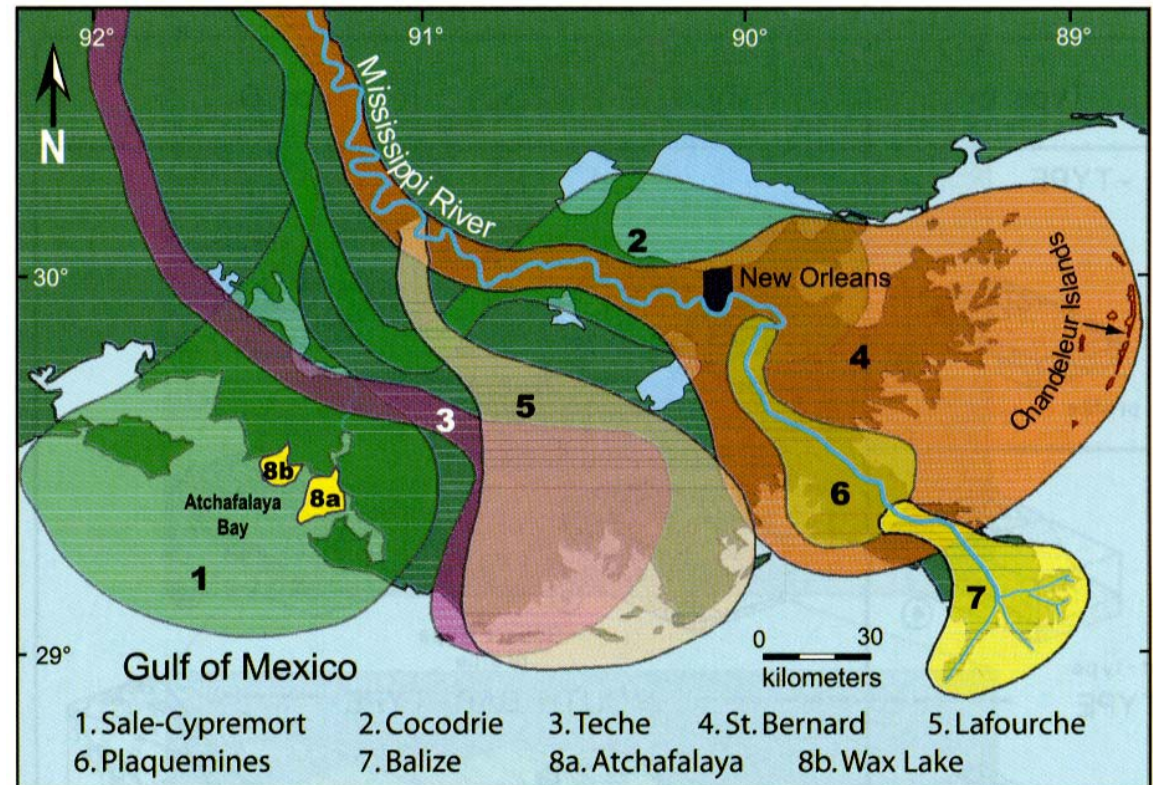 92° 91° 90° 89°
N
Mississippi River
2
30°
New Orleans
Chandeleur Islands
4
5
3
8b
8a
Atchafalaya
Bay
6
1
7
0 30
kilometers
29°
Gulf of Mexico
1. Sale-Cypremort 2. Cocodrie 3. Teche 4. St. Bernard 5. Lafourche
6. Plaquemines 7. Balize 8a. Atchafalaya 8b. Wax Lake